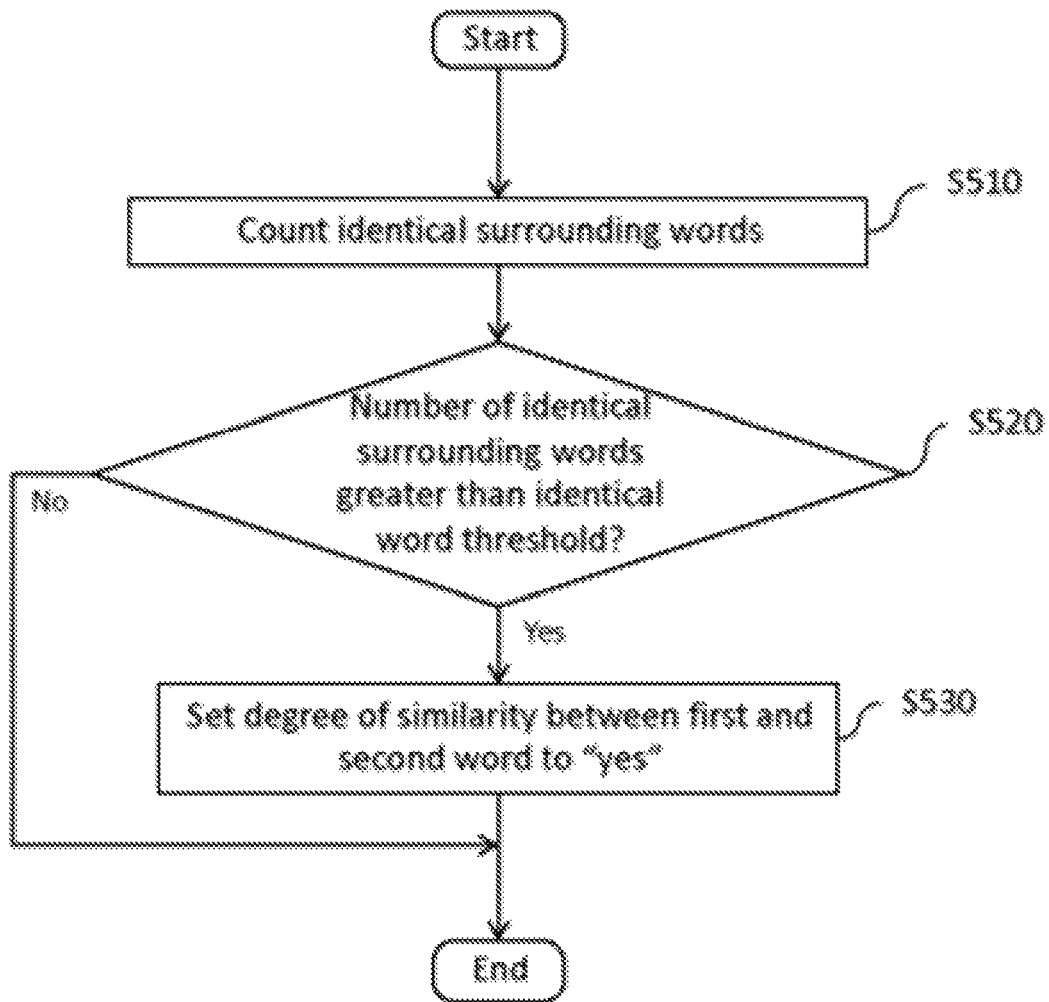 Start
S510
Count identical surrounding words
Number of identical
surrounding words
greater than identical
word threshold?
S520
No
Yes
S530
Set degree of similarity between first and
second word to “yes”
End